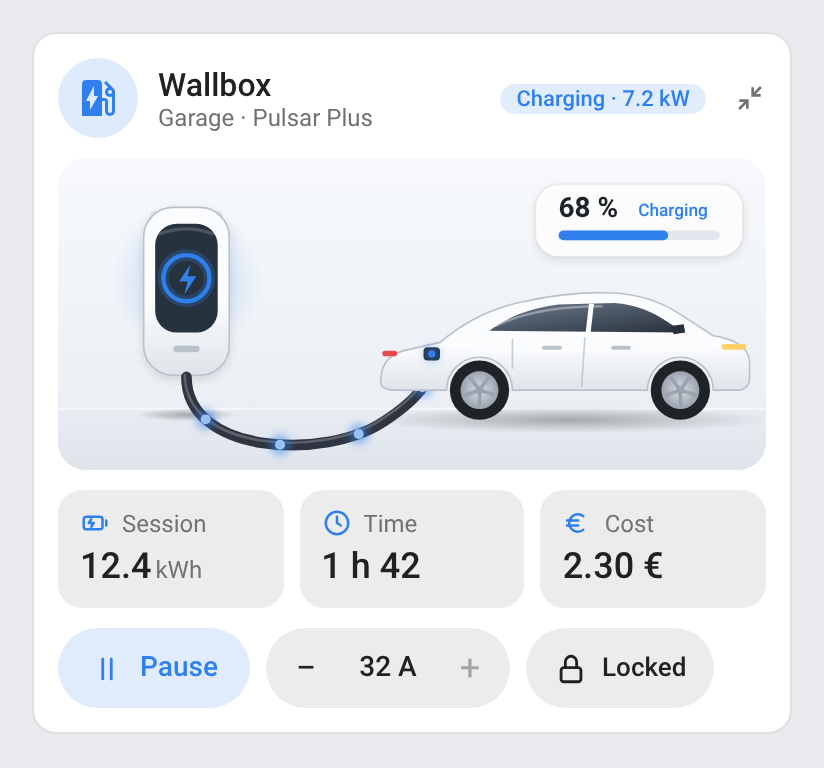 Wallbox
Garage · Pulsar Plus
Charging · 7.2 kW
68 % Charging
Session
12.4 kWh
Time
1 h 42
Cost
2.30 €
Pause
− 32 A +
Locked